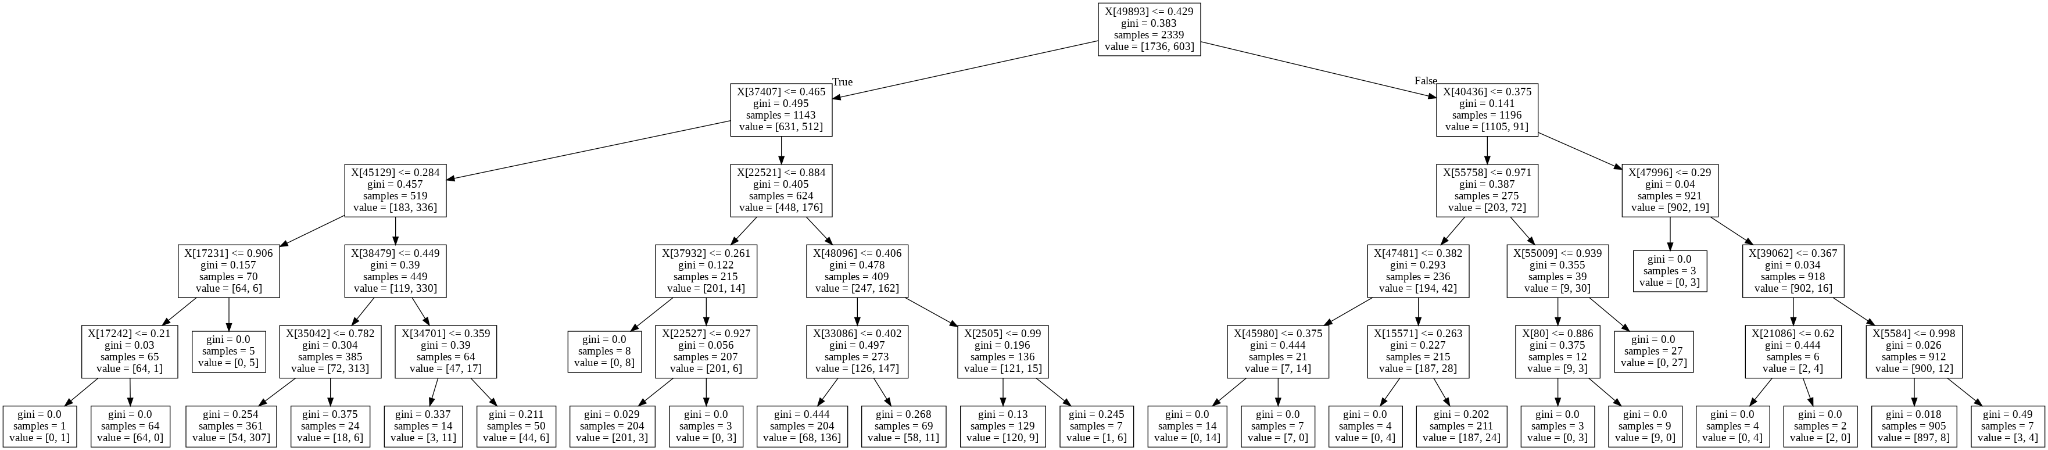 X[49893] <= 0.429
gini = 0.383
samples = 2339
value = [1736, 603]
True
False
X[37407] <= 0.465
gini = 0.495
samples = 1143
value = [631, 512]
X[40436] <= 0.375
gini = 0.141
samples = 1196
value = [1105, 91]
X[45129] <= 0.284
gini = 0.457
samples = 519
value = [183, 336]
X[22521] <= 0.884
gini = 0.405
samples = 624
value = [448, 176]
X[55758] <= 0.971
gini = 0.387
samples = 275
value = [203, 72]
X[47996] <= 0.29
gini = 0.04
samples = 921
value = [902, 19]
X[17231] <= 0.906
gini = 0.157
samples = 70
value = [64, 6]
X[38479] <= 0.449
gini = 0.39
samples = 449
value = [119, 330]
X[37932] <= 0.261
gini = 0.122
samples = 215
value = [201, 14]
X[48096] <= 0.406
gini = 0.478
samples = 409
value = [247, 162]
X[47481] <= 0.382
gini = 0.293
samples = 236
value = [194, 42]
X[55009] <= 0.939
gini = 0.355
samples = 39
value = [9, 30]
gini = 0.0
samples = 3
value = [0, 3]
X[39062] <= 0.367
gini = 0.034
samples = 918
value = [902, 16]
X[17242] <= 0.21
gini = 0.03
samples = 65
value = [64, 1]
gini = 0.0
samples = 5
value = [0, 5]
X[35042] <= 0.782
gini = 0.304
samples = 385
value = [72, 313]
X[34701] <= 0.359
gini = 0.39
samples = 64
value = [47, 17]
gini = 0.0
samples = 8
value = [0, 8]
X[22527] <= 0.927
gini = 0.056
samples = 207
value = [201, 6]
X[33086] <= 0.402
gini = 0.497
samples = 273
value = [126, 147]
X[2505] <= 0.99
gini = 0.196
samples = 136
value = [121, 15]
X[45980] <= 0.375
gini = 0.444
samples = 21
value = [7, 14]
X[15571] <= 0.263
gini = 0.227
samples = 215
value = [187, 28]
X[80] <= 0.886
gini = 0.375
samples = 12
value = [9, 3]
gini = 0.0
samples = 27
value = [0, 27]
X[21086] <= 0.62
gini = 0.444
samples = 6
value = [2, 4]
X[5584] <= 0.998
gini = 0.026
samples = 912
value = [900, 12]
gini = 0.0
samples = 1
value = [0, 1]
gini = 0.0
samples = 64
value = [64, 0]
gini = 0.254
samples = 361
value = [54, 307]
gini = 0.375
samples = 24
value = [18, 6]
gini = 0.337
samples = 14
value = [3, 11]
gini = 0.211
samples = 50
value = [44, 6]
gini = 0.029
samples = 204
value = [201, 3]
gini = 0.0
samples = 3
value = [0, 3]
gini = 0.444
samples = 204
value = [68, 136]
gini = 0.268
samples = 69
value = [58, 11]
gini = 0.13
samples = 129
value = [120, 9]
gini = 0.245
samples = 7
value = [1, 6]
gini = 0.0
samples = 14
value = [0, 14]
gini = 0.0
samples = 7
value = [7, 0]
gini = 0.0
samples = 4
value = [0, 4]
gini = 0.202
samples = 211
value = [187, 24]
gini = 0.0
samples = 3
value = [0, 3]
gini = 0.0
samples = 9
value = [9, 0]
gini = 0.0
samples = 4
value = [0, 4]
gini = 0.0
samples = 2
value = [2, 0]
gini = 0.018
samples = 905
value = [897, 8]
gini = 0.49
samples = 7
value = [3, 4]